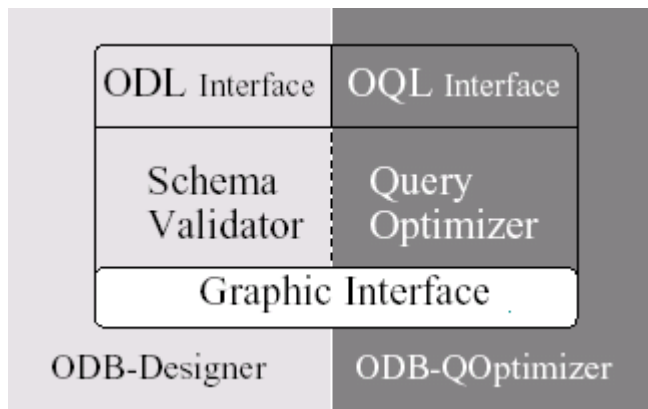 ODL Interface
OQL Interface
Schema
Validator
Query
Optimizer
Graphic Interface
ODB-Designer
ODB-QOptimizer